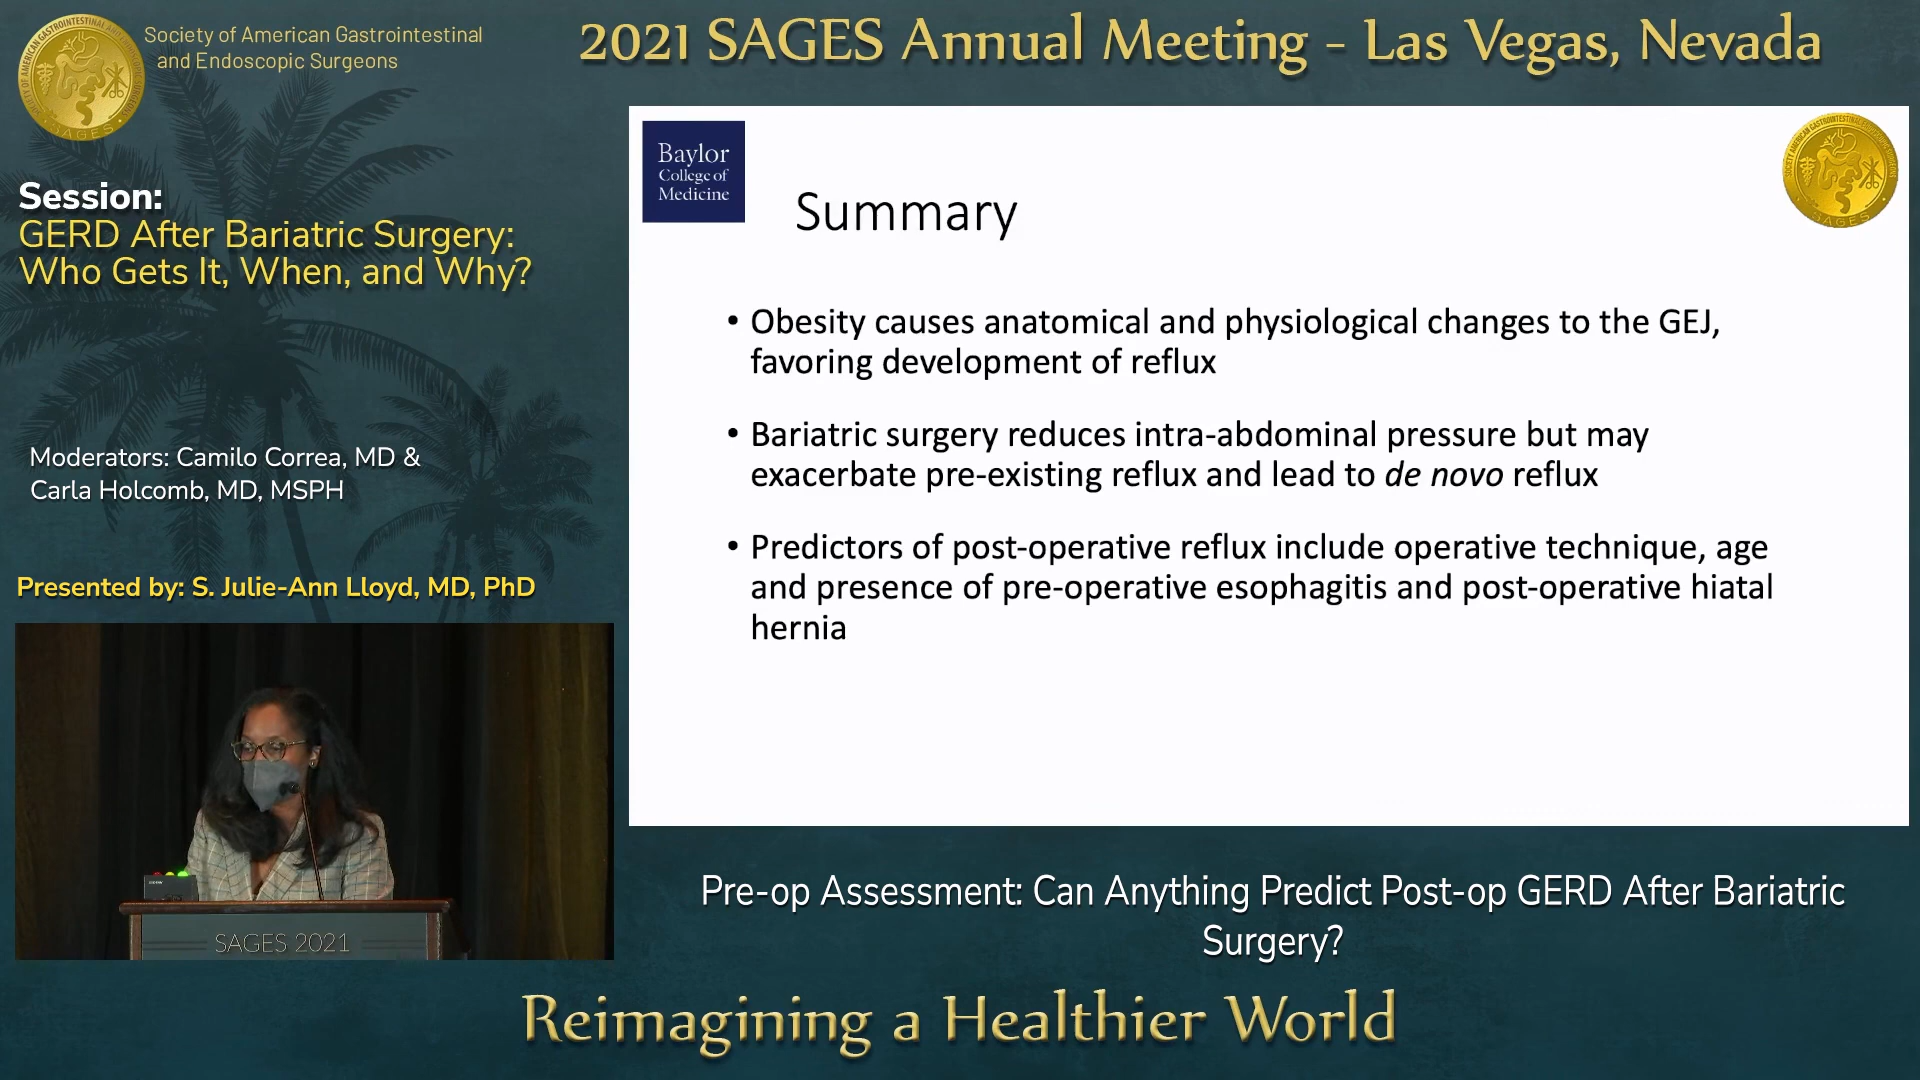 Society of American Gastrointestinal
and Endoscopic Surgeons
2021 SAGES Annual Meeting - Las Vegas, Nevada
SAGES
Session:
GERD After Bariatric Surgery:
Who Gets It, When, and Why?
Moderators: Camilo Correa, MD &
Carla Holcomb, MD, MSPH
Presented by: S. Julie-Ann Lloyd, MD, PhD
SAGES 2021
Baylor
College of
Medicine
SAGES
Summary
• Obesity causes anatomical and physiological changes to the GEJ,
favoring development of reflux
• Bariatric surgery reduces intra-abdominal pressure but may
exacerbate pre-existing reflux and lead to de novo reflux
• Predictors of post-operative reflux include operative technique, age
and presence of pre-operative esophagitis and post-operative hiatal
hernia
Pre-op Assessment: Can Anything Predict Post-op GERD After Bariatric
Surgery?
Reimagining a Healthier World